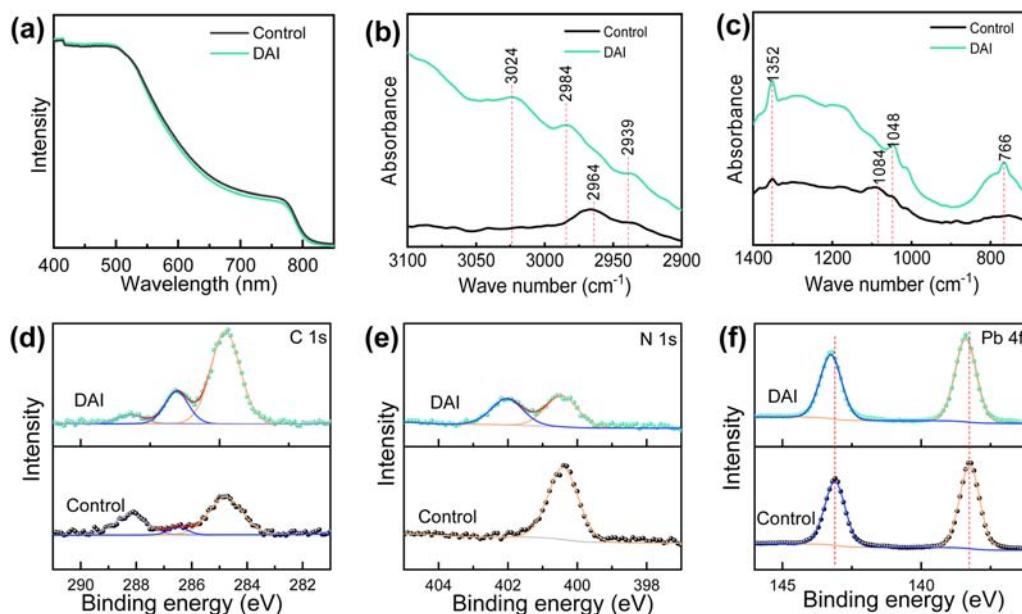 (a)
Control
DAI
Intensity
400 500 600 700 800
Wavelength (nm)
(b)
Control
DAI
3024
2984
2939
2964
Absorbance
3100 3050 3000 2950 2900
Wave number (cm⁻¹)
(c)
Control
DAI
1352
1084
1048
766
Absorbance
1400 1200 1000 800
Wave number (cm⁻¹)
(d)
C 1s
DAI
Control
Intensity
290 288 286 284 282
Binding energy (eV)
(e)
N 1s
DAI
Control
Intensity
404 402 400 398
Binding energy (eV)
(f)
Pb 4f
DAI
Control
Intensity
145 140
Binding energy (eV)